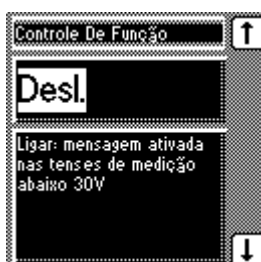 Controle De Função
Desl.
Ligar: mensagem ativada
nas tenses de medição
abaixo 30V